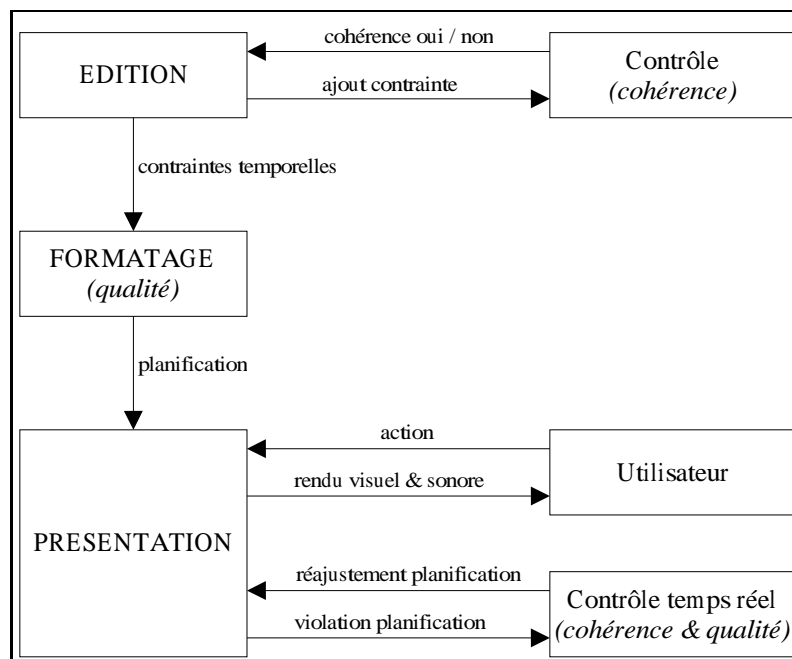 cohérence oui / non
EDITION
Contrôle
(cohérence)
ajout contrainte
contraintes temporelles
FORMATAGE
(qualité)
planification
action
Utilisateur
rendu visuel & sonore
PRESENTATION
réajustement planification
Contrôle temps réel
(cohérence & qualité)
violation planification